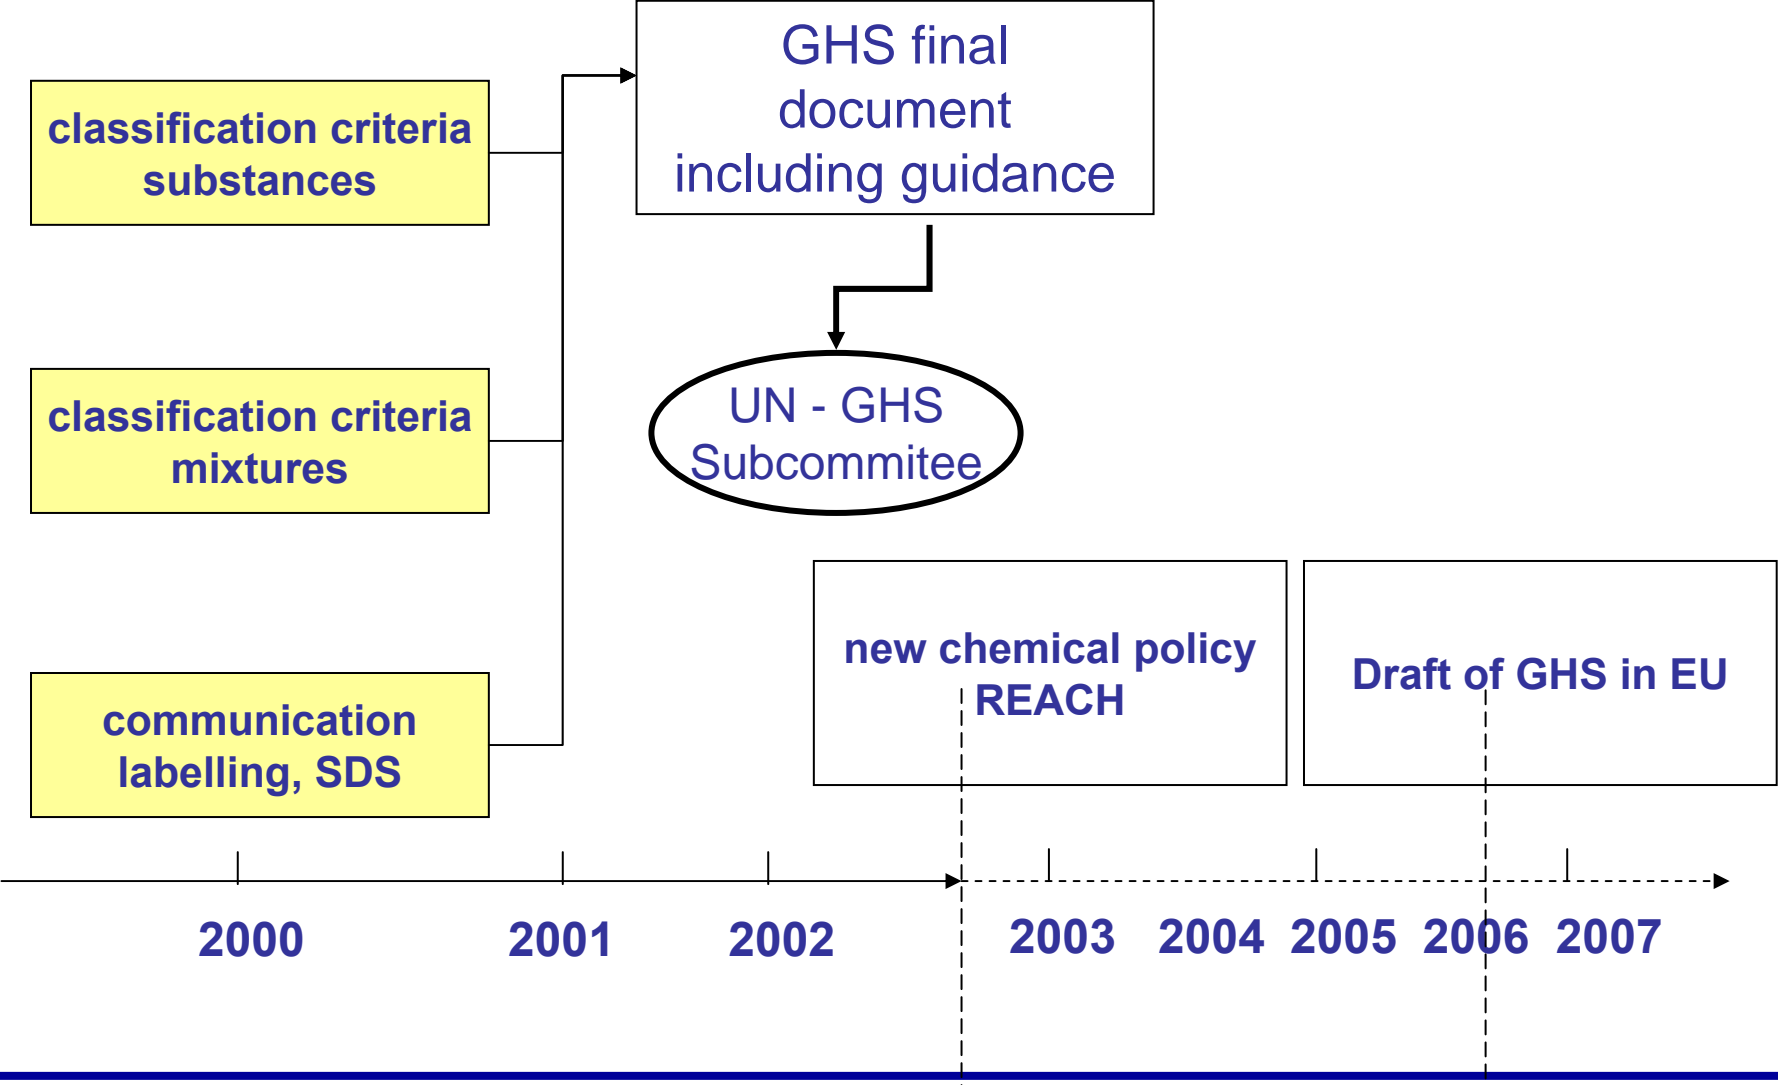 GHS final
document
including guidance
classification criteria
substances
classification criteria
mixtures
UN - GHS
Subcommitee
new chemical policy
REACH
Draft of GHS in EU
communication
labelling, SDS
2000
2001
2002
2003
2004
2005
2006
2007